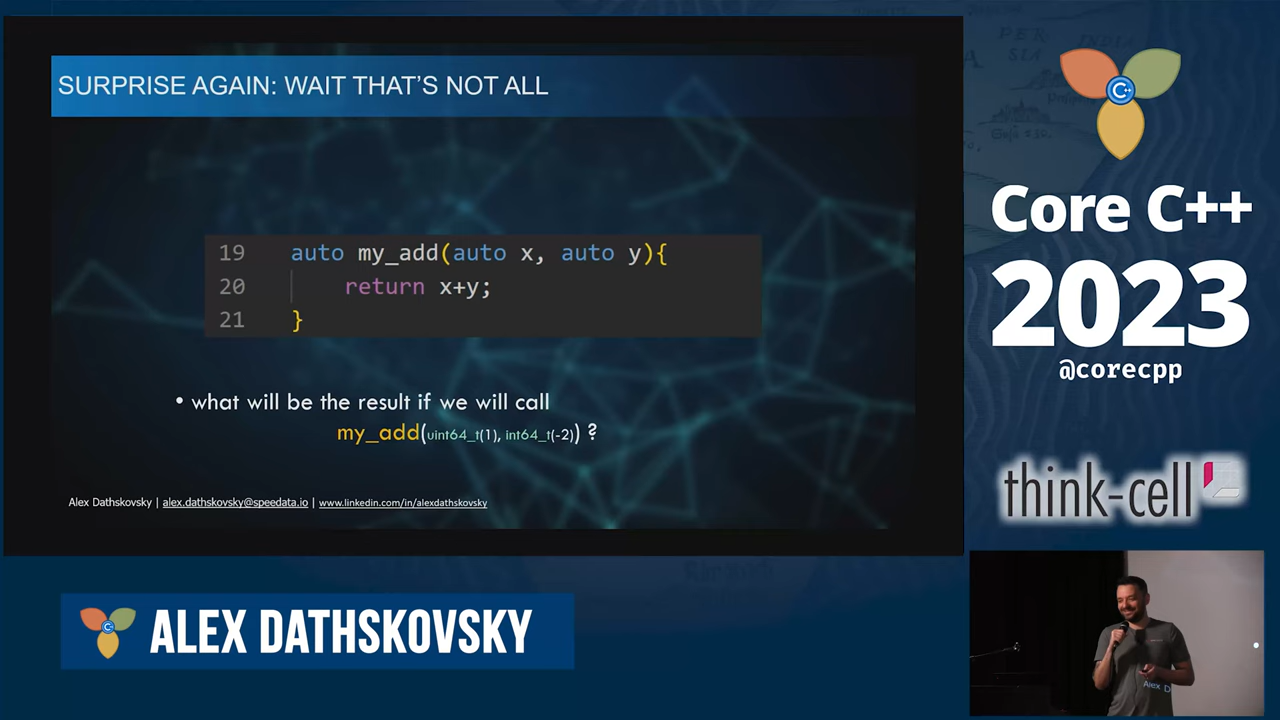 SURPRISE AGAIN: WAIT THAT'S NOT ALL
19 auto my_add(auto x, auto y){
20 return x+y;
21 }
• what will be the result if we will call
my_add(uint64_t(1), int64_t(-2)) ?
Alex Dathskovsky | alex.dathskovsky@speedata.io | www.linkedin.com/in/alexdathskovsky
ALEX DATHSKOVSKY
C++
Core C++
2023
@corecpp
think-cell
Alex D